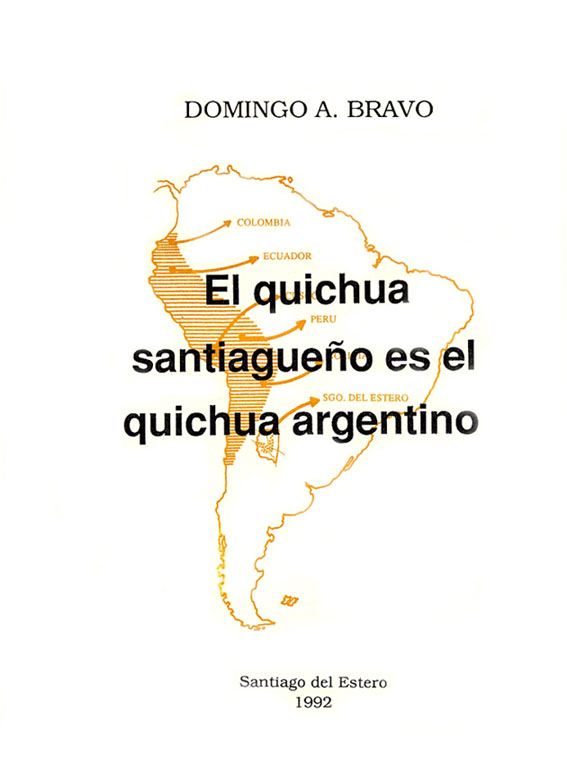 DOMINGO A. BRAVO
COLOMBIA
ECUADOR
El quichua
PERU
santiagueño es el
SGO. DEL ESTERO
quichua argentino
Santiago del Estero
1992